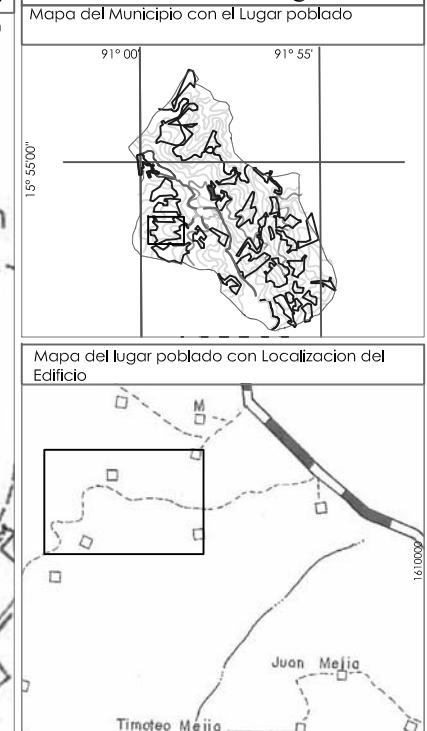 Mapa del Municipio con el Lugar poblado
91° 00'
91° 55'
15° 55'00"
Mapa del lugar poblado con Localizacion del
Edificio
M
1610000
Juan Mejia
Timoteo Mejia